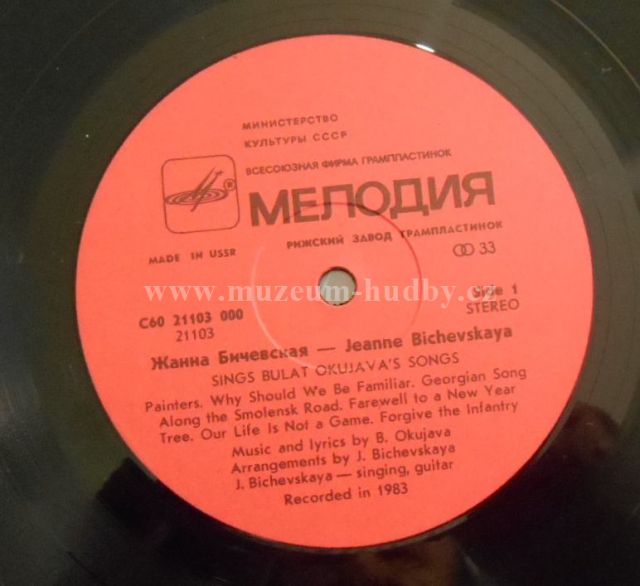 МИНИСТЕРСТВО
КУЛЬТУРЫ СССР
ВСЕСОЮЗНАЯ ФИРМА ГРАМПЛАСТИНОК
®
МЕЛОДИЯ
MADE IN USSR
РИЖСКИЙ ЗАВОД ГРАМПЛАСТИНОК
33
www.muzeum-hudby.cz
С60 21103 000
21103
Side 1
STEREO
Жанна Бичевская — Jeanne Bichevskaya
SINGS BULAT OKUJAVA'S SONGS
Painters. Why Should We Be Familiar. Georgian Song
Along the Smolensk Road. Farewell to a New Year
Tree. Our Life Is Not a Game. Forgive the Infantry
Music and lyrics by B. Okujava
Arrangements by J. Bichevskaya
J. Bichevskaya — singing, guitar
Recorded in 1983